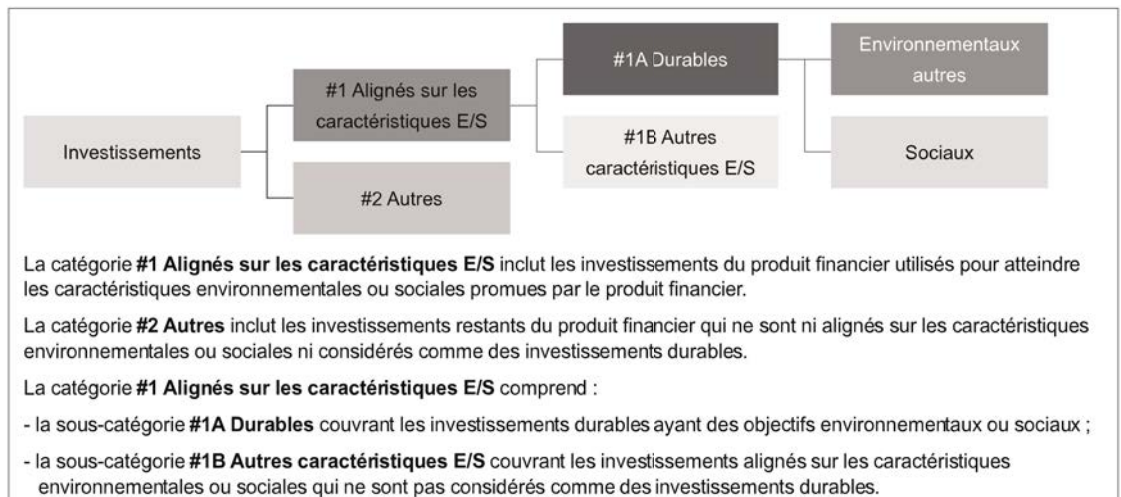 #1A Durables
Environnementaux
autres
#1 Alignés sur les
caractéristiques E/S
Investissements
#1B Autres
caractéristiques E/S
Sociaux
#2 Autres
La catégorie #1 Alignés sur les caractéristiques E/S inclut les investissements du produit financier utilisés pour atteindre
les caractéristiques environnementales ou sociales promues par le produit financier.
La catégorie #2 Autres inclut les investissements restants du produit financier qui ne sont ni alignés sur les caractéristiques
environnementales ou sociales ni considérés comme des investissements durables.
La catégorie #1 Alignés sur les caractéristiques E/S comprend :
- la sous-catégorie #1A Durables couvrant les investissements durables ayant des objectifs environnementaux ou sociaux ;
- la sous-catégorie #1B Autres caractéristiques E/S couvrant les investissements alignés sur les caractéristiques
environnementales ou sociales qui ne sont pas considérés comme des investissements durables.